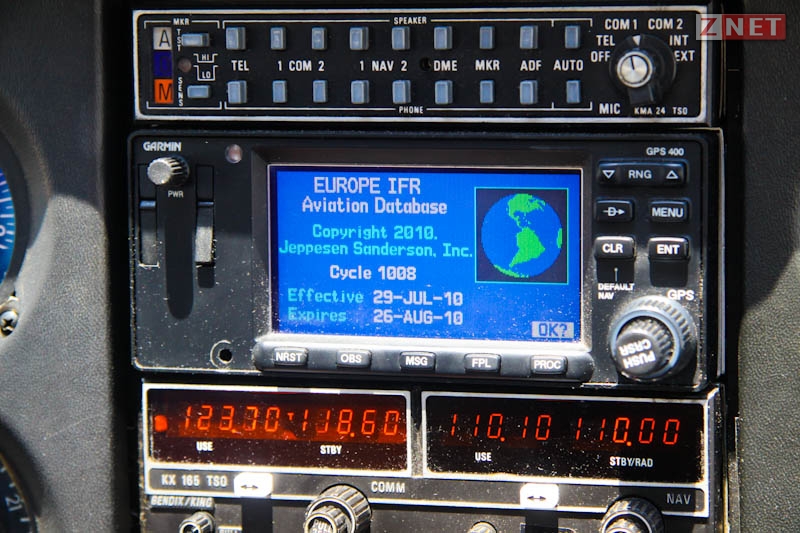 ZNET
MKR
SPEAKER
COM 1 COM 2
A
TST
TEL
INT
OFF
EXT
HI
LO
TEL 1 COM 2 1 NAV 2 DME MKR ADF AUTO
M
SENS
PHONE
MIC
KMA 24 TSO
GARMIN
GPS 400
PWR
RNG
MENU
CLR
ENT
DEFAULT
NAV
GPS
PUSH
CRSR
EUROPE IFR
Aviation Database
Copyright 2010,
Jeppesen Sanderson, Inc.
Cycle 1008
Effective 29-JUL-10
Expires 26-AUG-10
OK?
NRST OBS MSG FPL PROC
123.70 T 118.60
USE STBY
110.10 110.00
USE STBY/RAD
KX 165 TSO
COMM
NAV
BENDIX/KING
21